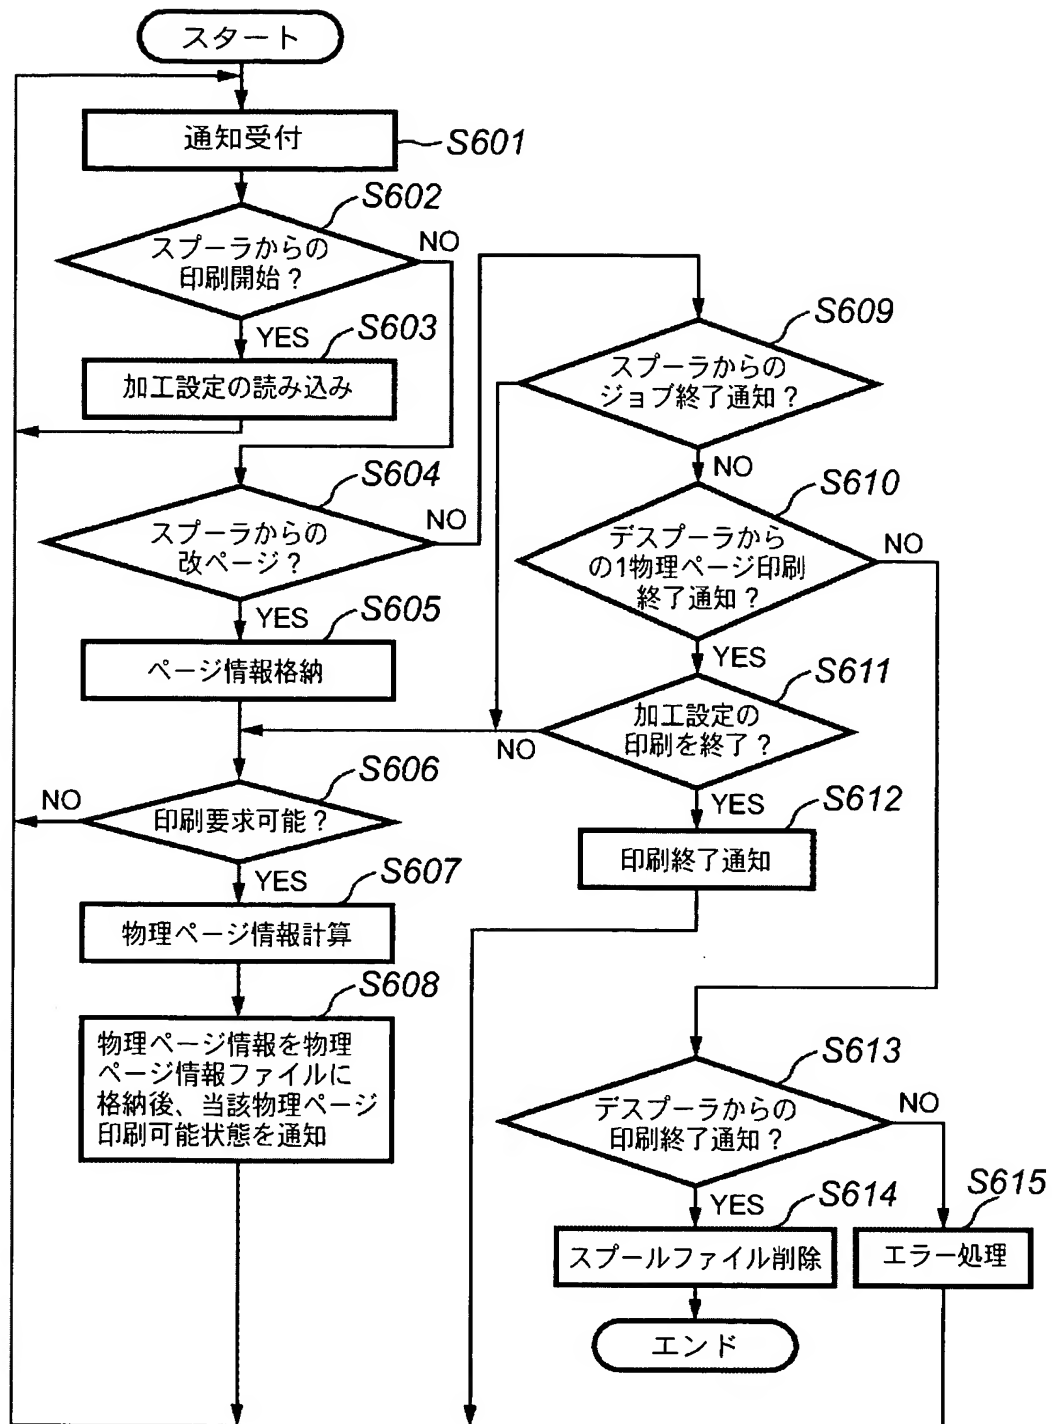 スタート
通知受付
S601
S602
スプーラからの
印刷開始?
NO
YES
S603
加工設定の読み込み
S604
スプーラからの
改ページ?
NO
YES
S605
ページ情報格納
S606
印刷要求可能?
NO
YES
S607
物理ページ情報計算
S608
物理ページ情報を物理
ページ情報ファイルに
格納後、当該物理ページ
印刷可能状態を通知
S609
スプーラからの
ジョブ終了通知?
NO
S610
デスプーラから
の1物理ページ印刷
終了通知?
NO
YES
S611
加工設定の
印刷を終了?
NO
YES
S612
印刷終了通知
S613
デスプーラからの
印刷終了通知?
NO
YES
S614
スプールファイル削除
S615
エラー処理
エンド